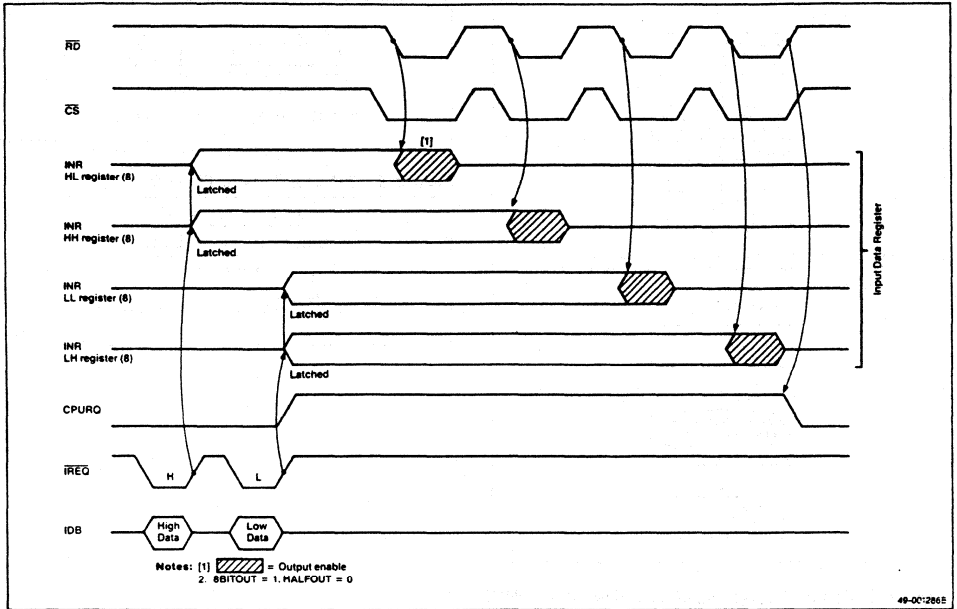 RD
CS
[1]
INR
HL register (8)
Latched
INR
HH register (8)
Latched
INR
LL register (8)
Latched
INR
LH register (8)
Latched
Input Data Register
CPURQ
IREQ
H
L
IDB
High
Data
Low
Data
Notes: [1] = Output enable
2. 8BITOUT = 1, HALFOUT = 0